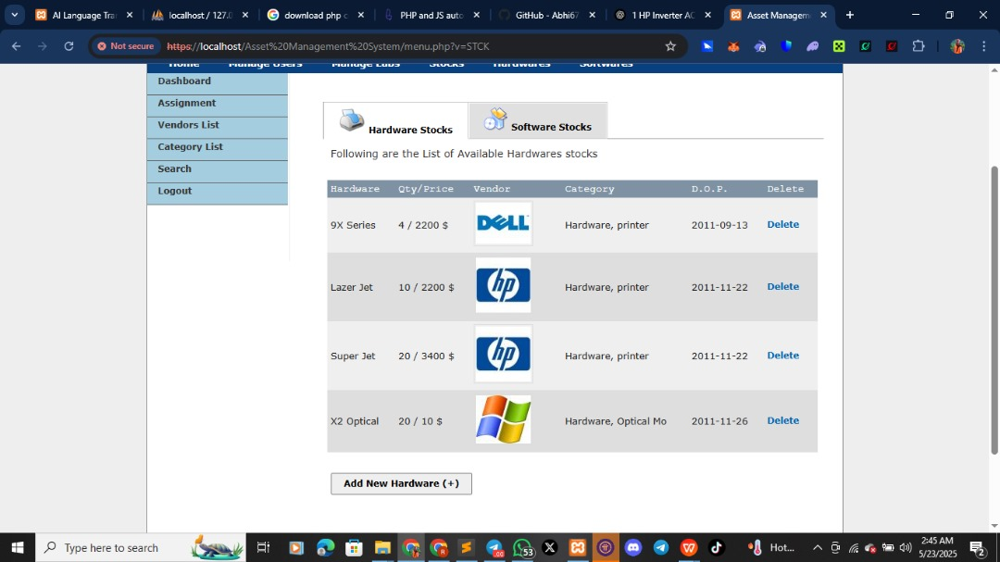 AI Language Tra
localhost / 127.0
download php c
PHP and JS auto
GitHub - Abhi67
1 HP Inverter AC
Asset Managem
Not secure
https://localhost/Asset%20Management%20System/menu.php?v=STCK
Home Manage Users Manage Labs Stocks Hardwares Softwares
Dashboard
Assignment
Vendors List
Category List
Search
Logout
Hardware Stocks
Software Stocks
Following are the List of Available Hardwares stocks
Hardware Qty/Price Vendor Category D.O.P. Delete
9X Series 4 / 2200 $ DELL Hardware, printer 2011-09-13 Delete
Lazer Jet 10 / 2200 $ hp Hardware, printer 2011-11-22 Delete
Super Jet 20 / 3400 $ hp Hardware, printer 2011-11-22 Delete
X2 Optical 20 / 10 $ Hardware, Optical Mo 2011-11-26 Delete
Add New Hardware (+)
Type here to search
53
Hot...
2:45 AM
5/23/2025
2